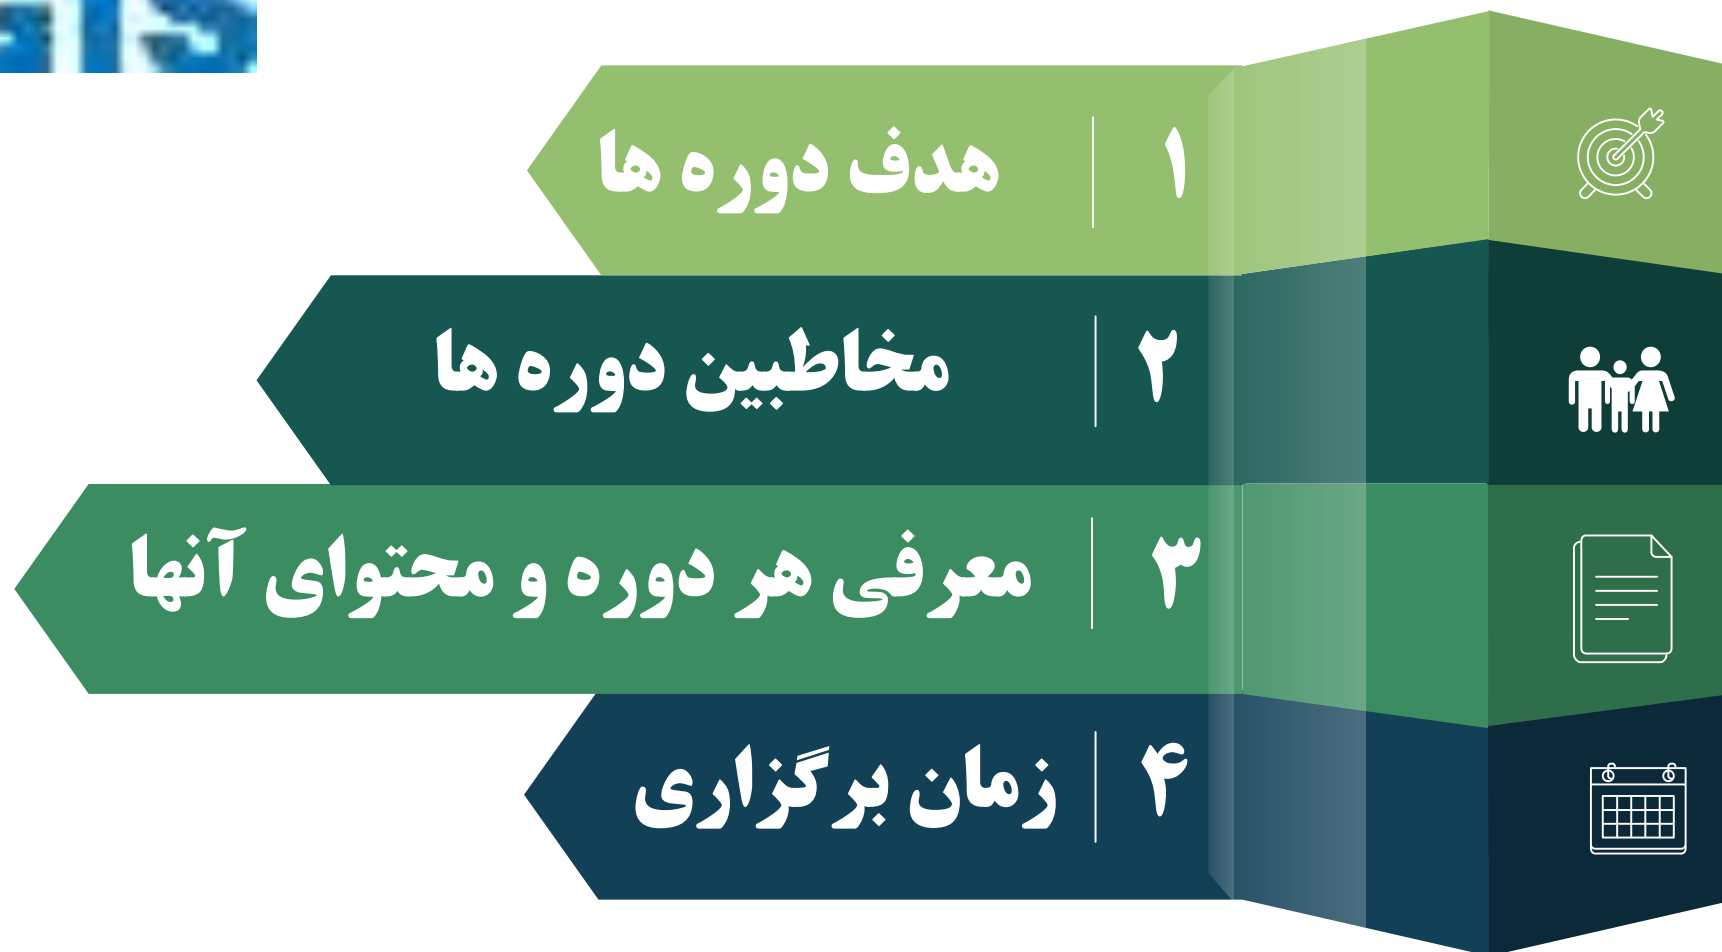 ۱ هدف دوره ها
۲ مخاطبین دوره ها
۳ معرفی هر دوره و محتوای آنها
۴ زمان برگزاری